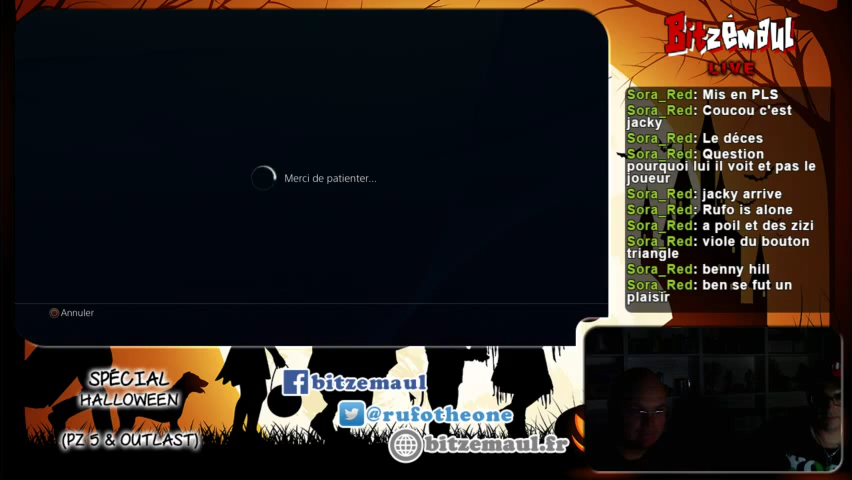 Bitzémaul
LIVE
Sora_Red: Mis en PLS
Sora_Red: Coucou c'est
jacky
Sora_Red: Le déces
Sora_Red: Question
pourquoi lui il voit et pas le
joueur
Sora_Red: jacky arrive
Sora_Red: Rufo is alone
Sora_Red: a poil et des zizi
Sora_Red: viole du bouton
triangle
Sora_Red: benny hill
Sora_Red: ben se fut un
plaisir
Merci de patienter...
Annuler
SPÉCIAL
HALLOWEEN
(PZ 5 & OUTLAST)
bitzemaul
@rufotheone
bitzemaul.fr